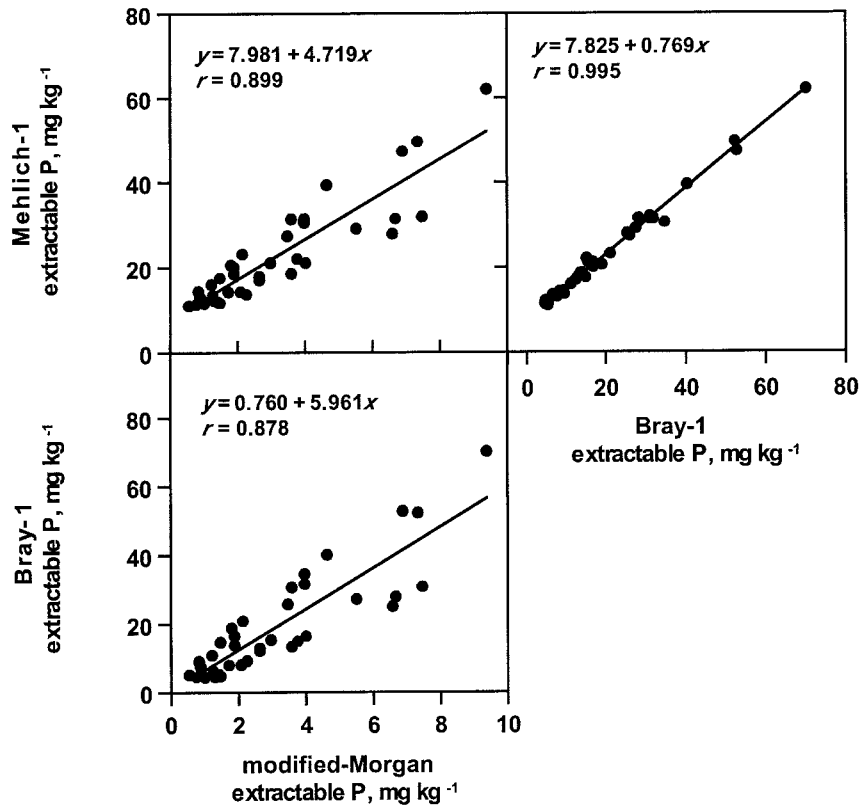 80
60
40
20
0
Mehlich-1
extractable P, mg kg⁻¹
y = 7.981 + 4.719x
r = 0.899
y = 7.825 + 0.769x
r = 0.995
0 20 40 60 80
Bray-1
extractable P, mg kg⁻¹
80
60
40
20
0
Bray-1
extractable P, mg kg⁻¹
y = 0.760 + 5.961x
r = 0.878
0 2 4 6 8 10
modified-Morgan
extractable P, mg kg⁻¹